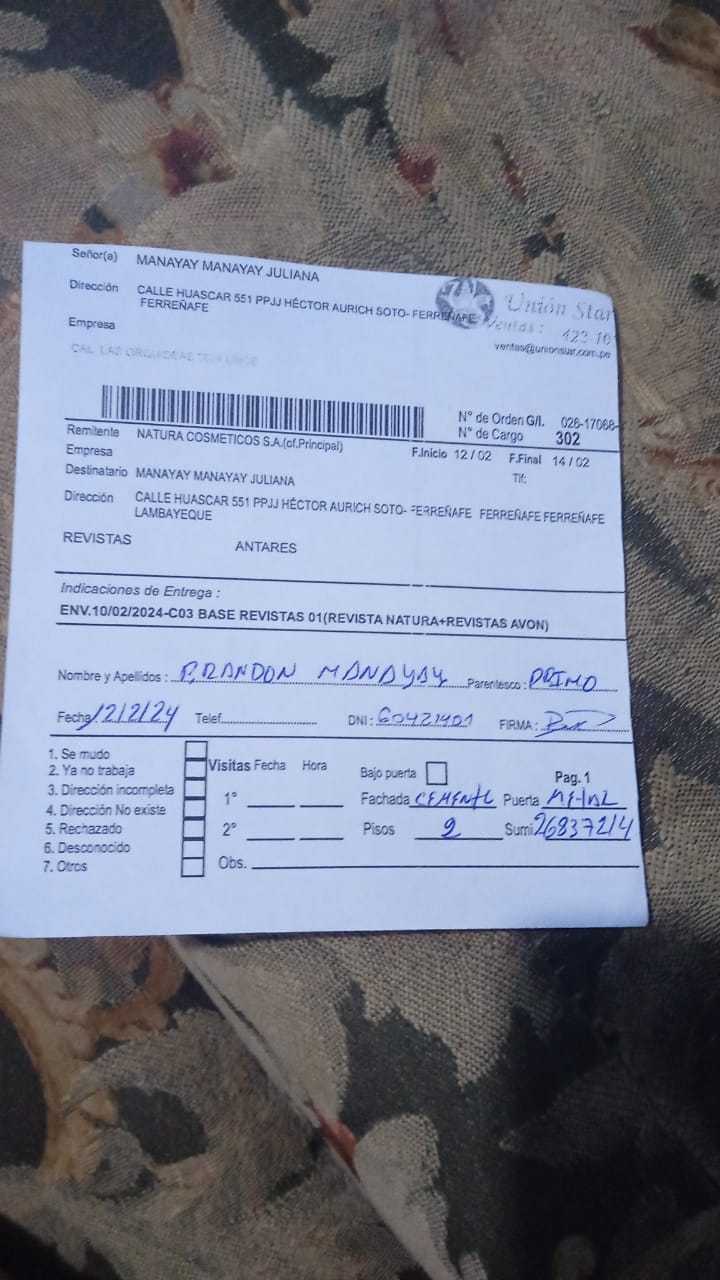 Señor(a) MANAYAY MANAYAY JULIANA
Dirección CALLE HUASCAR 551 PPJJ HÉCTOR AURICH SOTO- FERREÑAFE
FERREÑAFE
Unión Star
Ventas: 423-10
ventas@unionstar.com.pe
Empresa
CAL. LAS ORQUIDEAS
N° de Orden G/I. 026-17068-
N° de Cargo 302
Remitente NATURA COSMETICOS S.A.(of.Principal)
Empresa F.Inicio 12 / 02 F.Final 14 / 02
Destinatario MANAYAY MANAYAY JULIANA Tlf:
Dirección CALLE HUASCAR 551 PPJJ HÉCTOR AURICH SOTO- FERREÑAFE FERREÑAFE FERREÑAFE
LAMBAYEQUE
REVISTAS ANTARES
Indicaciones de Entrega :
ENV.10/02/2024-C03 BASE REVISTAS 01(REVISTA NATURA+REVISTAS AVON)
Nombre y Apellidos : BRANDON MANAYAY Parentesco : PRIMO
Fecha 12/2/24 Telef. DNI : 60421401 FIRMA :
1. Se mudo
2. Ya no trabaja
3. Dirección incompleta
4. Dirección No existe
5. Rechazado
6. Desconocido
7. Otros
Visitas Fecha Hora Bajo puerta Pag. 1
1° Fachada CEMENTO Puerta METAL
2° Pisos 2 Sumi 26837214
Obs.